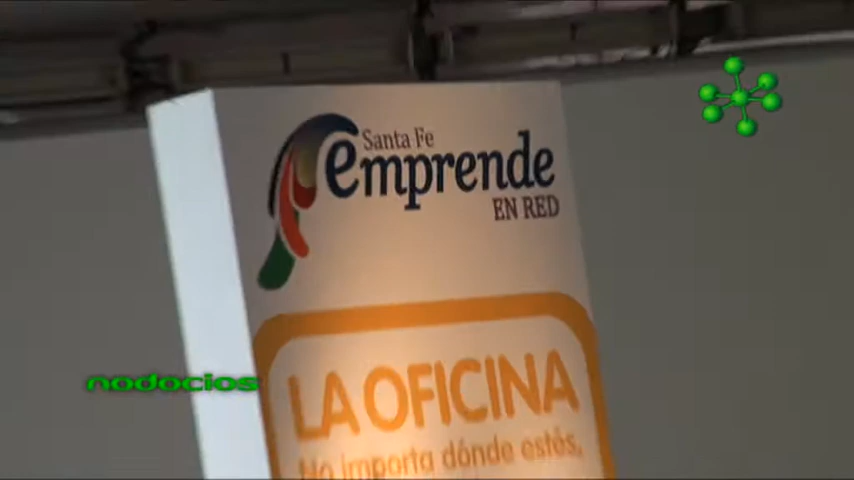 Santa Fe
emprende
EN RED
LA OFICINA
No importa dónde estés.
nodocios